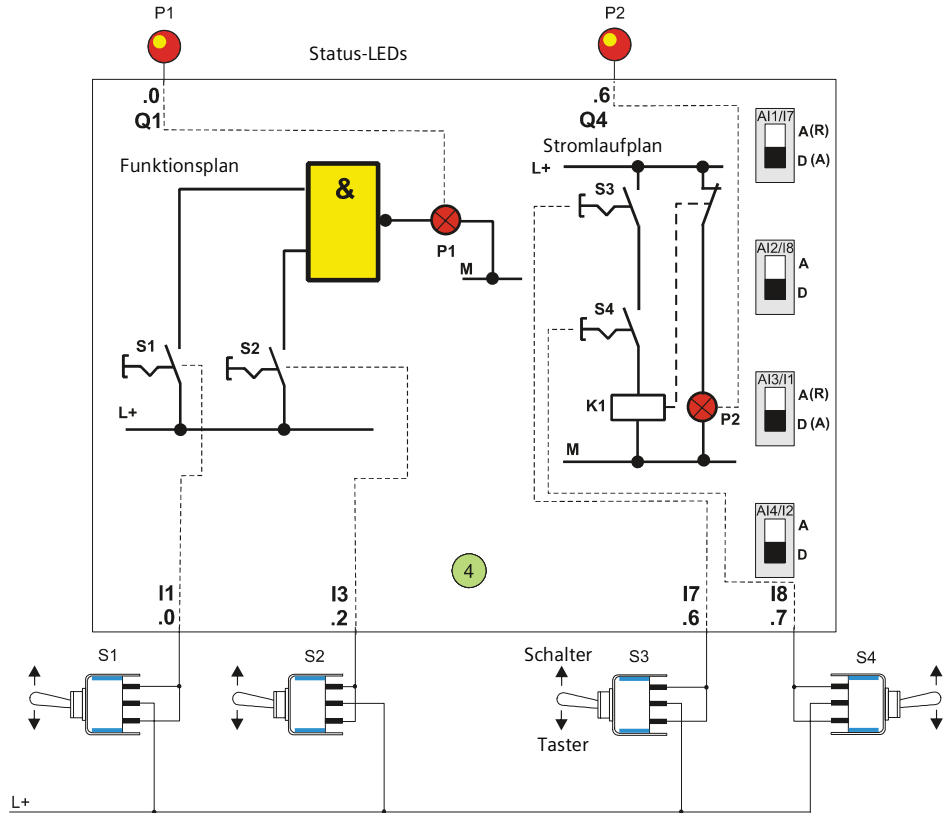 P1
P2
Status-LEDs
.0
Q1
.6
Q4
Funktionsplan
Stromlaufplan
L+
&
P1
M
S1
S2
L+
S3
S4
K1
P2
M
AI1/I7
A(R)
D(A)
AI2/I8
A
D
AI3/I1
A(R)
D(A)
AI4/I2
A
D
4
I1
.0
I3
.2
I7
.6
I8
.7
S1
S2
Schalter
S3
S4
Taster
L+